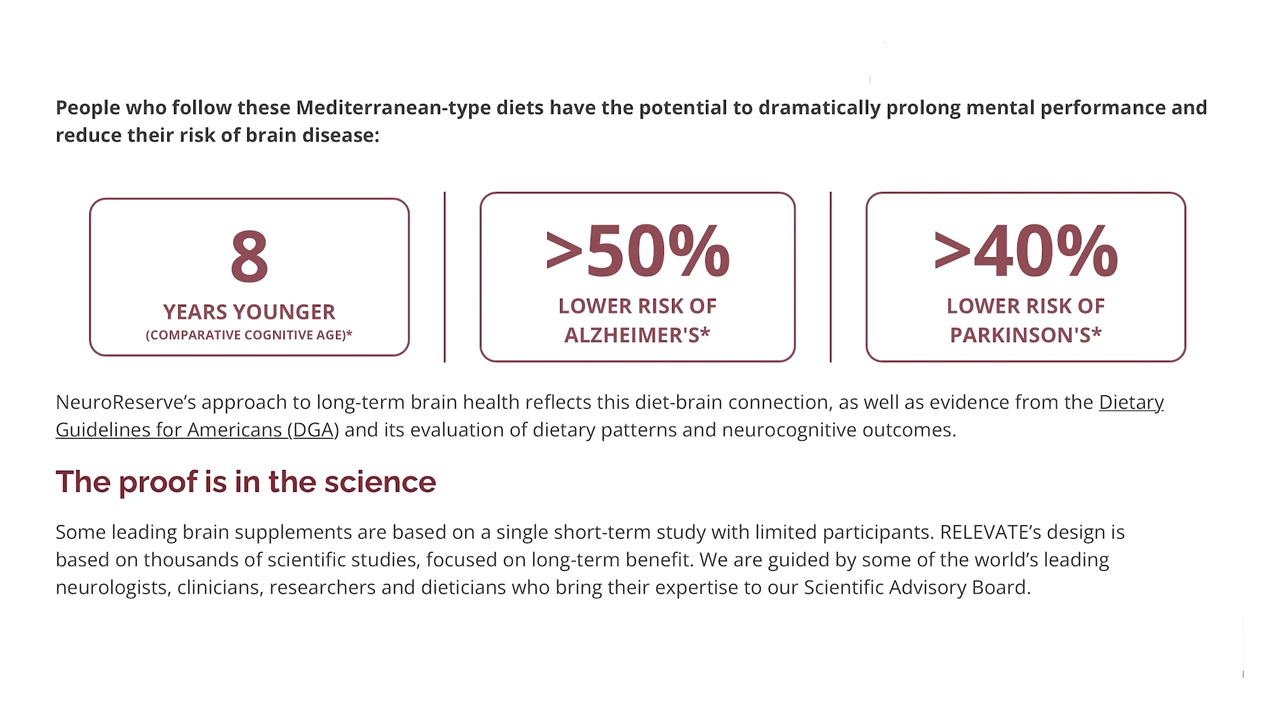 People who follow these Mediterranean-type diets have the potential to dramatically prolong mental performance and
reduce their risk of brain disease:
8
YEARS YOUNGER
(COMPARATIVE COGNITIVE AGE)*
>50%
LOWER RISK OF
ALZHEIMER'S*
>40%
LOWER RISK OF
PARKINSON'S*
NeuroReserve’s approach to long-term brain health reflects this diet-brain connection, as well as evidence from the Dietary
Guidelines for Americans (DGA) and its evaluation of dietary patterns and neurocognitive outcomes.
The proof is in the science
Some leading brain supplements are based on a single short-term study with limited participants. RELEVATE’s design is
based on thousands of scientific studies, focused on long-term benefit. We are guided by some of the world’s leading
neurologists, clinicians, researchers and dieticians who bring their expertise to our Scientific Advisory Board.